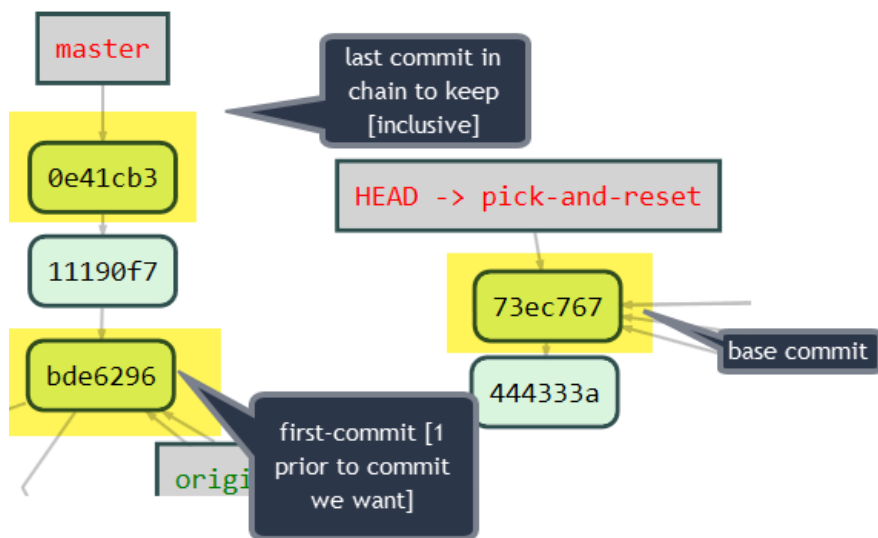 master
last commit in
chain to keep
[inclusive]
0e41cb3
HEAD -> pick-and-reset
11190f7
73ec767
base commit
bde6296
444333a
first-commit [1
prior to commit
we want]